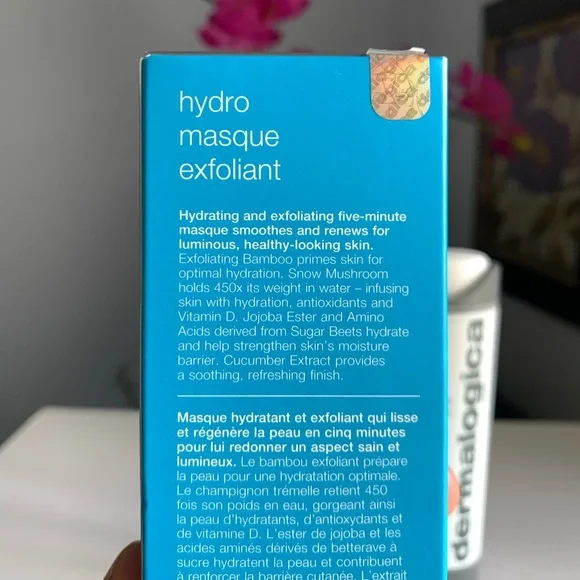 hydro
masque
exfoliant
Hydrating and exfoliating five-minute
masque smoothes and renews for
luminous, healthy-looking skin.
Exfoliating Bamboo primes skin for
optimal hydration. Snow Mushroom
holds 450x its weight in water – infusing
skin with hydration, antioxidants and
Vitamin D. Jojoba Ester and Amino
Acids derived from Sugar Beets hydrate
and help strengthen skin's moisture
barrier. Cucumber Extract provides
a soothing, refreshing finish.
Masque hydratant et exfoliant qui lisse
et régénère la peau en cinq minutes
pour lui redonner un aspect sain et
lumineux. Le bambou exfoliant prépare
la peau pour une hydratation optimale.
Le champignon trémelle retient 450
fois son poids en eau, gorgeant ainsi
la peau d'hydratants, d'antioxydants et
de vitamine D. L'ester de jojoba et les
acides aminés dérivés de betterave à
sucre hydratent la peau et contribuent
à renforcer la barrière cutanée. L'extrait
dermalogica